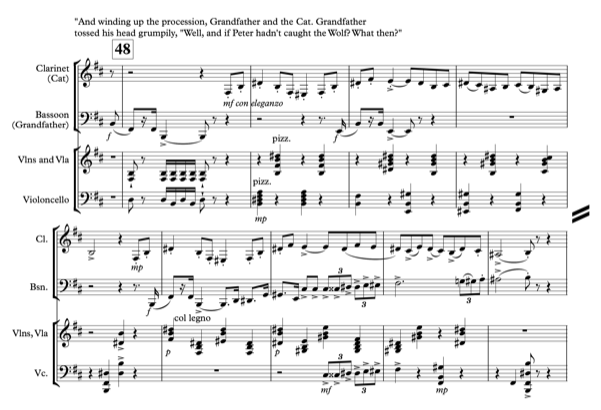 "And winding up the procession, Grandfather and the Cat. Grandfather
tossed his head grumpily, "Well, and if Peter hadn't caught the Wolf? What then?"
48
Clarinet
(Cat)
mf con eleganzo
Bassoon
(Grandfather)
f
f
pizz.
Vlns and Vla
pizz.
Violoncello
mp
Cl.
mp
3
Bsn.
f
3
3
col legno
Vlns, Vla
p
p
3
Vc.
mf
3
mp